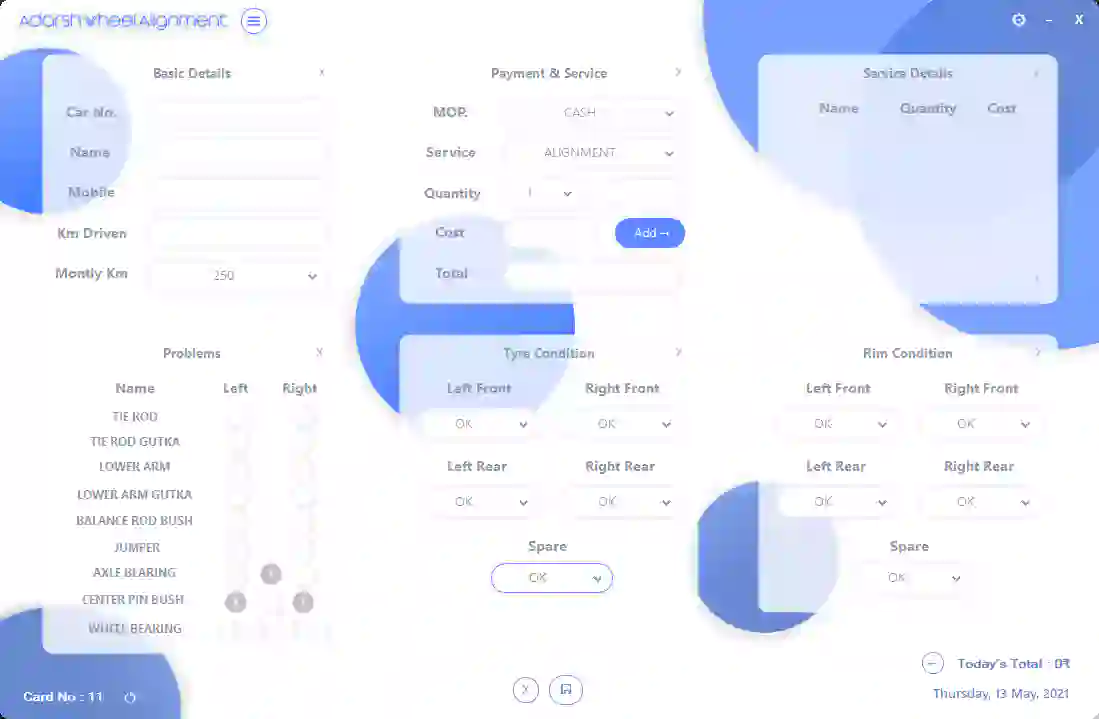 Adarsh Wheel Alignment
X
Basic Details
Car No.
Name
Mobile
Km Driven
Montly Km
250
Payment & Service
MOP.
CASH
Service
ALIGNMENT
Quantity
1
Cost
Add
Total
Service Details
Name Quantity Cost
Problems
Name Left Right
TIE ROD
TIE ROD GUTKA
LOWER ARM
LOWER ARM GUTKA
BALANCE ROD BUSH
JUMPER
AXLE BEARING
CENTER PIN BUSH
WHEEL BEARING
Tyre Condition
Left Front Right Front
OK OK
Left Rear Right Rear
OK OK
Spare
OK
Rim Condition
Left Front Right Front
OK OK
Left Rear Right Rear
OK OK
Spare
OK
Card No : 11
X
Today's Total : 0₹
Thursday, 13 May, 2021